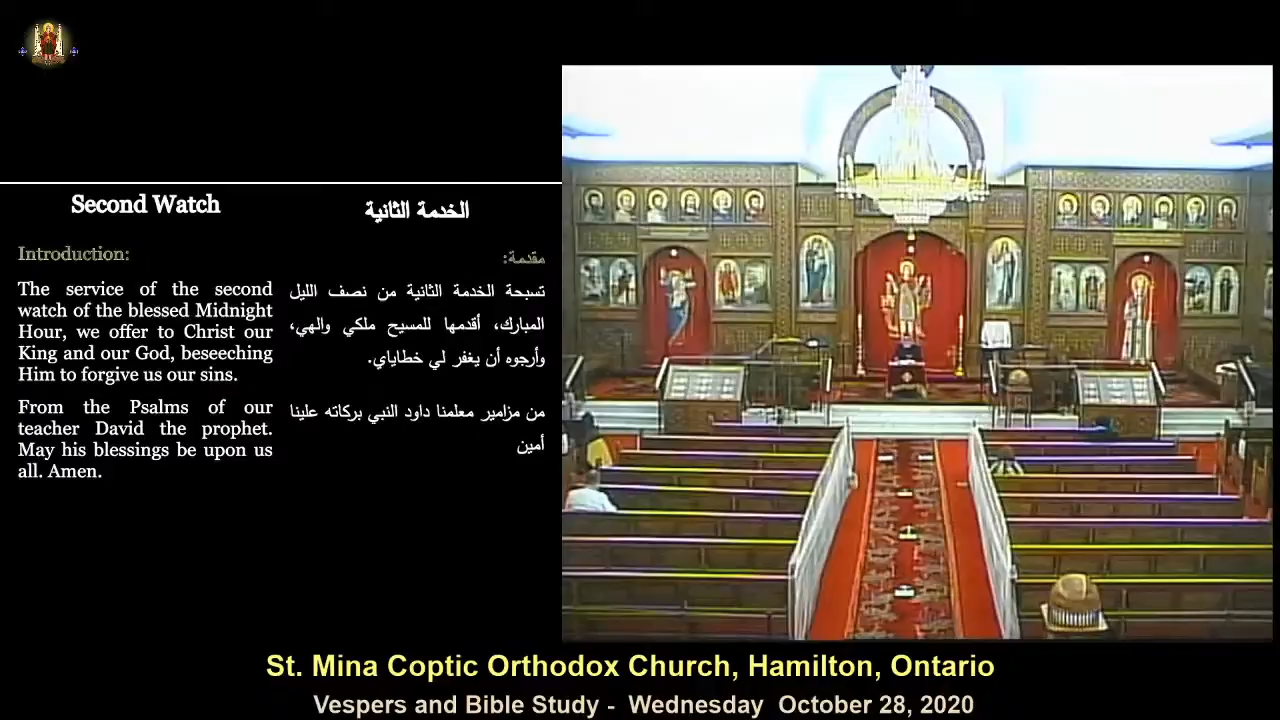 Second Watch
الخدمة الثانية
Introduction:
مقدمة:
The service of the second
watch of the blessed Midnight
Hour, we offer to Christ our
King and our God, beseeching
Him to forgive us our sins.
تسبحة الخدمة الثانية من نصف الليل
المبارك، أقدمها للمسيح ملكي والهي،
وأرجوه أن يغفر لي خطاياي.
From the Psalms of our
teacher David the prophet.
May his blessings be upon us
all. Amen.
من مزامير معلمنا داود النبي بركاته علينا
أمين
St. Mina Coptic Orthodox Church, Hamilton, Ontario
Vespers and Bible Study - Wednesday October 28, 2020